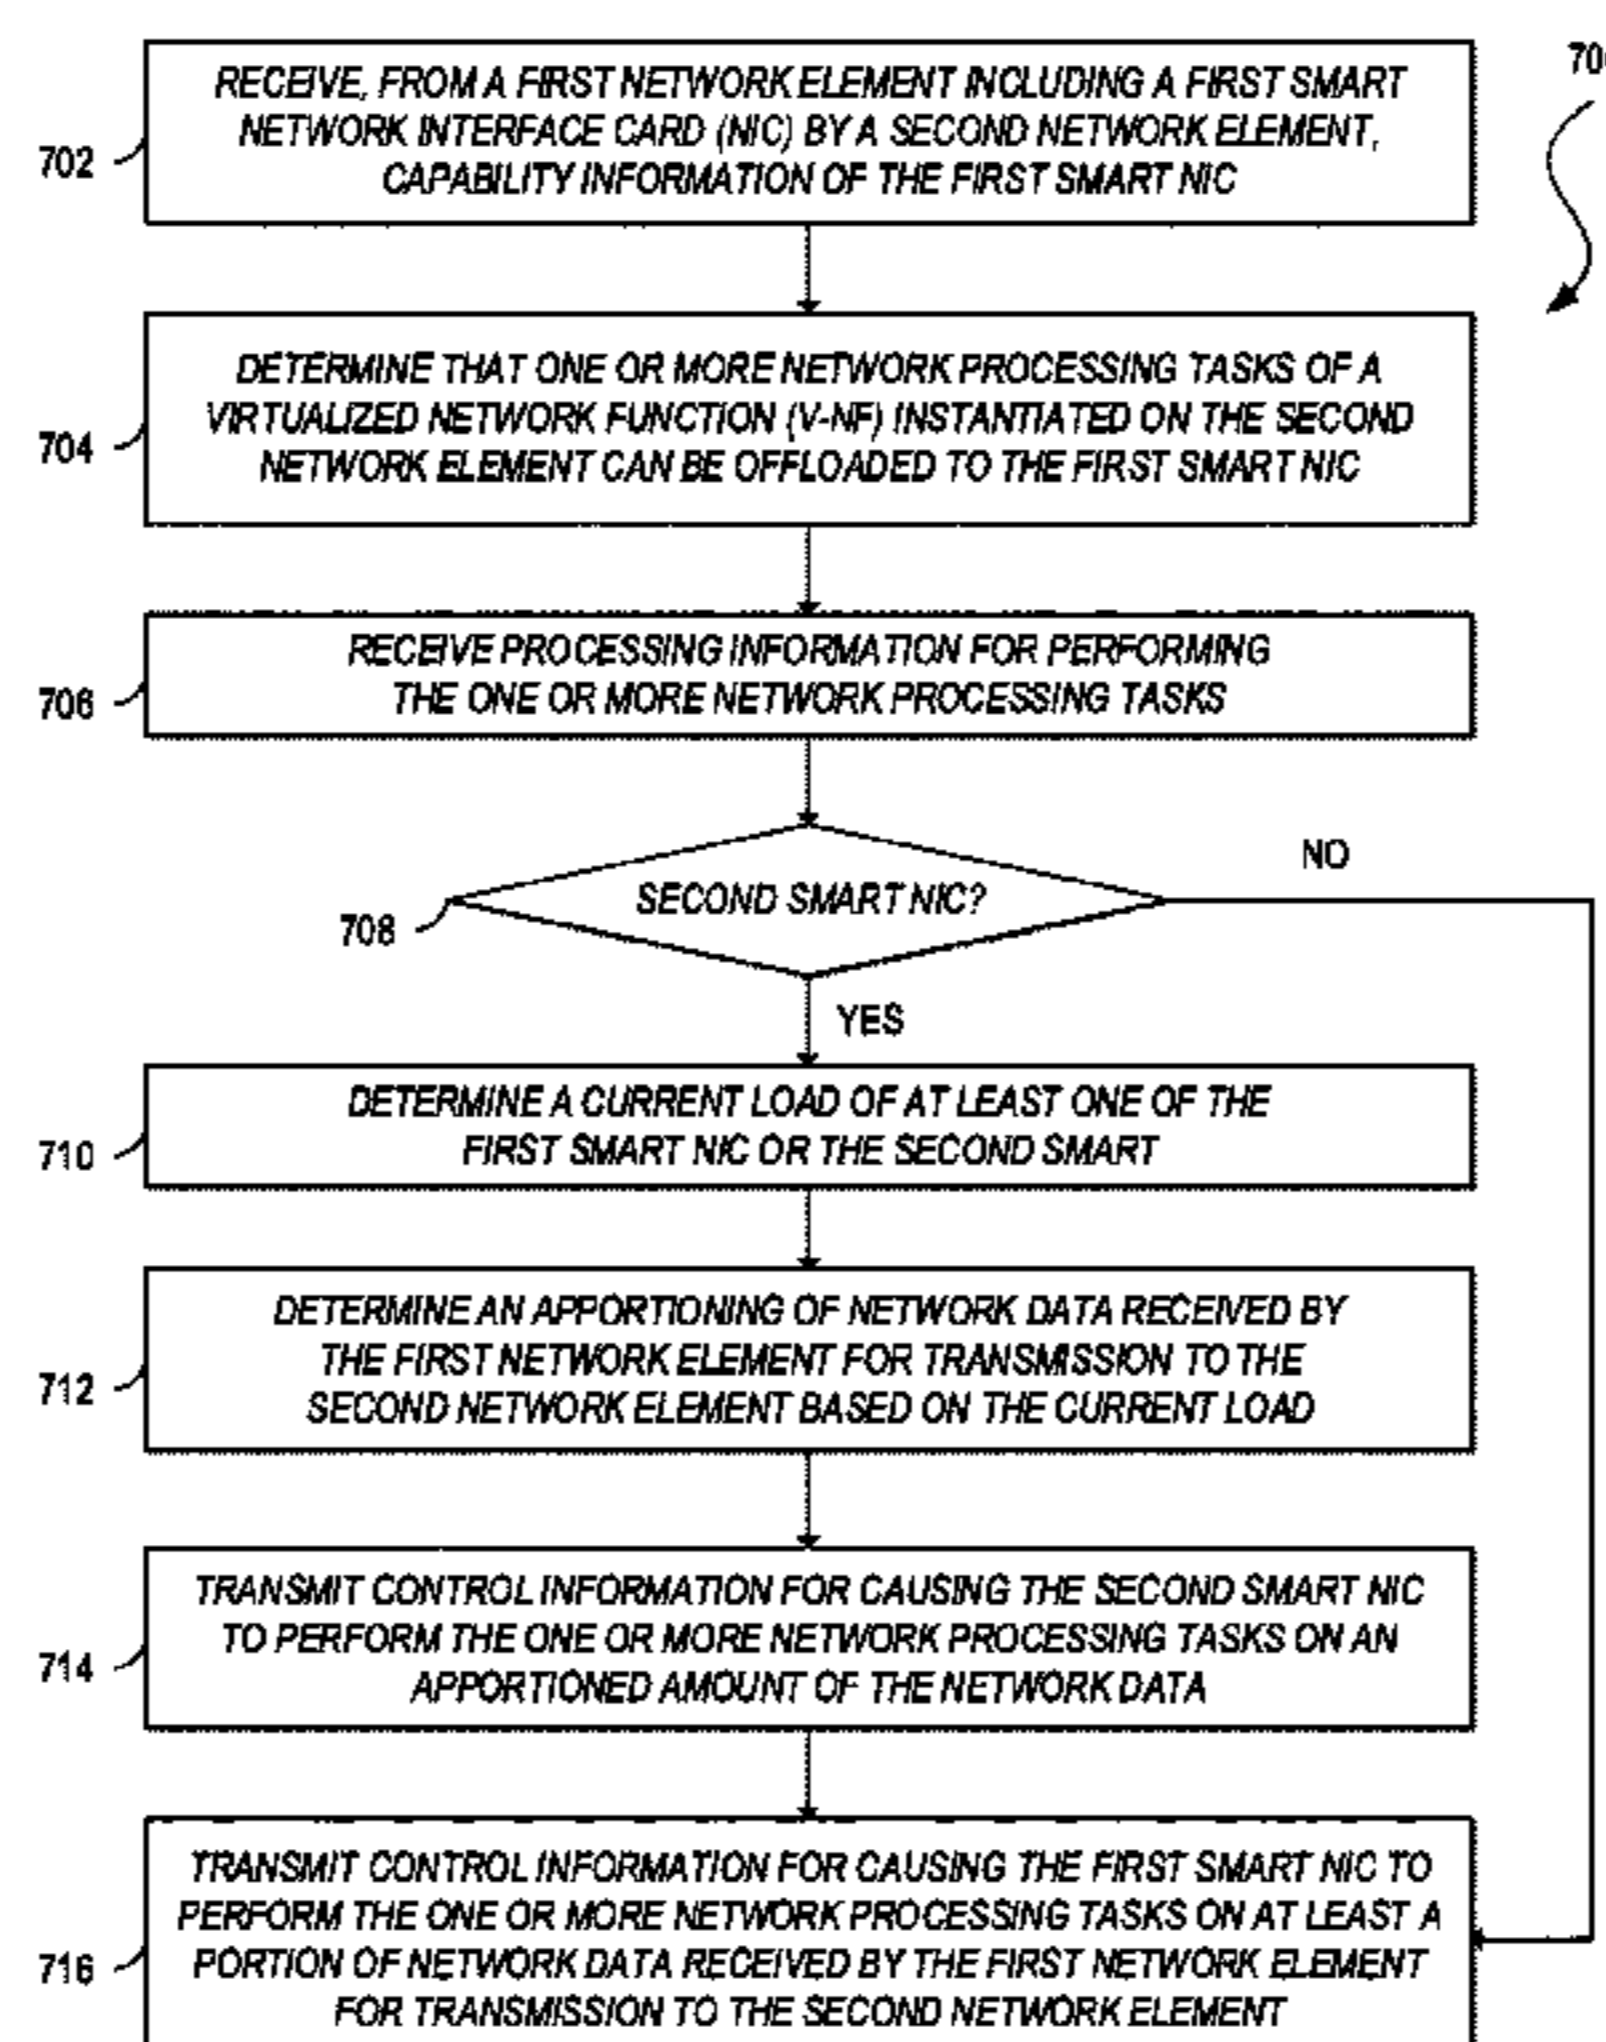 700
RECEIVE, FROM A FIRST NETWORK ELEMENT INCLUDING A FIRST SMART
NETWORK INTERFACE CARD (NIC) BY A SECOND NETWORK ELEMENT,
CAPABILITY INFORMATION OF THE FIRST SMART NIC
702
DETERMINE THAT ONE OR MORE NETWORK PROCESSING TASKS OF A
VIRTUALIZED NETWORK FUNCTION (V-NF) INSTANTIATED ON THE SECOND
NETWORK ELEMENT CAN BE OFFLOADED TO THE FIRST SMART NIC
704
RECEIVE PROCESSING INFORMATION FOR PERFORMING
THE ONE OR MORE NETWORK PROCESSING TASKS
706
SECOND SMART NIC?
708
NO
YES
DETERMINE A CURRENT LOAD OF AT LEAST ONE OF THE
FIRST SMART NIC OR THE SECOND SMART
710
DETERMINE AN APPORTIONING OF NETWORK DATA RECEIVED BY
THE FIRST NETWORK ELEMENT FOR TRANSMISSION TO THE
SECOND NETWORK ELEMENT BASED ON THE CURRENT LOAD
712
TRANSMIT CONTROL INFORMATION FOR CAUSING THE SECOND SMART NIC
TO PERFORM THE ONE OR MORE NETWORK PROCESSING TASKS ON AN
APPORTIONED AMOUNT OF THE NETWORK DATA
714
TRANSMIT CONTROL INFORMATION FOR CAUSING THE FIRST SMART NIC TO
PERFORM THE ONE OR MORE NETWORK PROCESSING TASKS ON AT LEAST A
PORTION OF NETWORK DATA RECEIVED BY THE FIRST NETWORK ELEMENT
FOR TRANSMISSION TO THE SECOND NETWORK ELEMENT
716